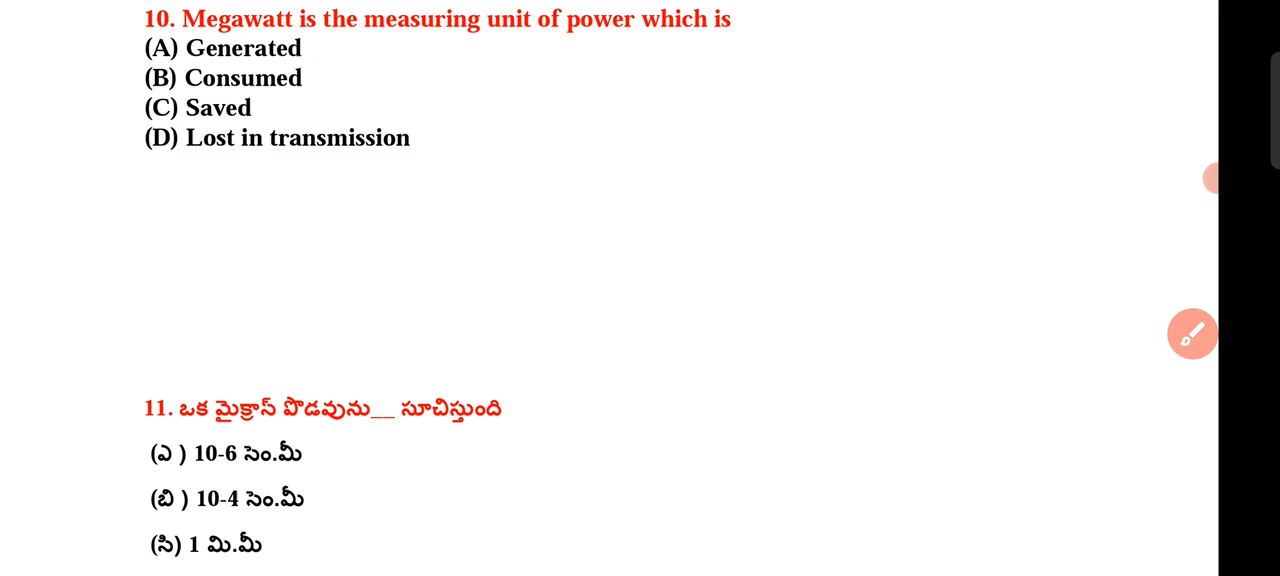 10. Megawatt is the measuring unit of power which is
(A) Generated
(B) Consumed
(C) Saved
(D) Lost in transmission
11. ఒక మైక్రాస్ పొడవును__ సూచిస్తుంది
(ఎ ) 10-6 సెం.మీ
(బి ) 10-4 సెం.మీ
(సి) 1 మి.మీ